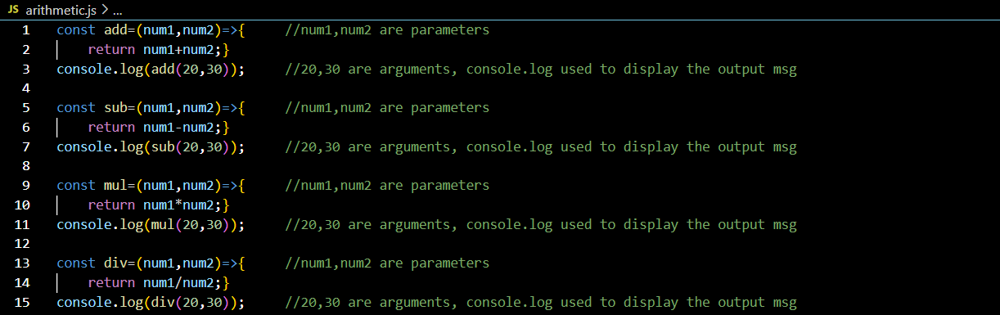 JS arithmetic.js > ...
1 const add=(num1,num2)=>{ //num1,num2 are parameters
2 return num1+num2;}
3 console.log(add(20,30)); //20,30 are arguments, console.log used to display the output msg
4
5 const sub=(num1,num2)=>{ //num1,num2 are parameters
6 return num1-num2;}
7 console.log(sub(20,30)); //20,30 are arguments, console.log used to display the output msg
8
9 const mul=(num1,num2)=>{ //num1,num2 are parameters
10 return num1*num2;}
11 console.log(mul(20,30)); //20,30 are arguments, console.log used to display the output msg
12
13 const div=(num1,num2)=>{ //num1,num2 are parameters
14 return num1/num2;}
15 console.log(div(20,30)); //20,30 are arguments, console.log used to display the output msg